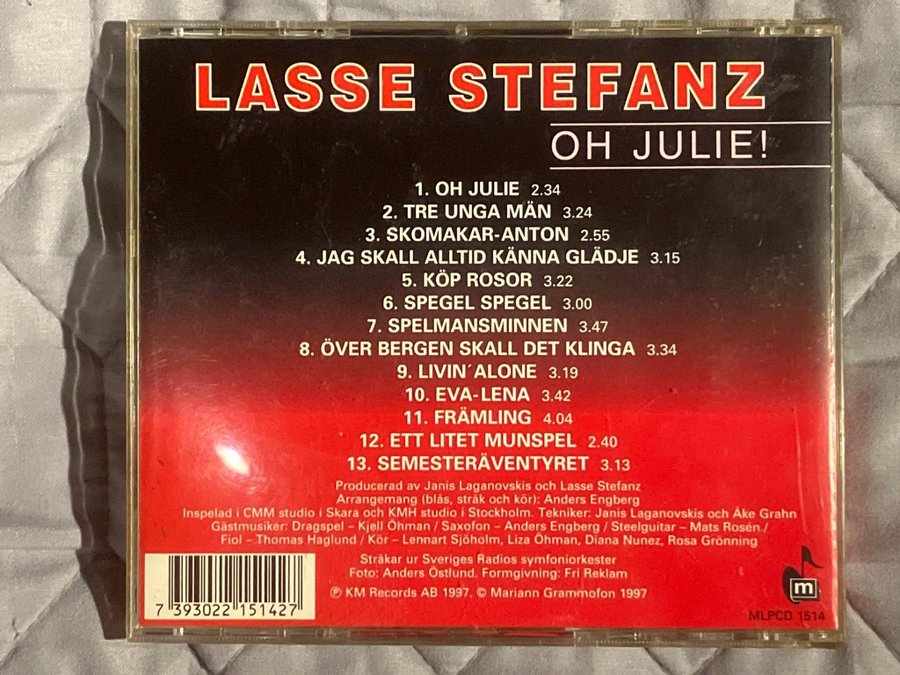 LASSE STEFANZ
OH JULIE!
1. OH JULIE 2.34
2. TRE UNGA MÄN 3.24
3. SKOMAKAR-ANTON 2.55
4. JAG SKALL ALLTID KÄNNA GLÄDJE 3.15
5. KÖP ROSOR 3.22
6. SPEGEL SPEGEL 3.00
7. SPELMANSMINNEN 3.47
8. ÖVER BERGEN SKALL DET KLINGA 3.34
9. LIVIN´ALONE 3.19
10. EVA-LENA 3.42
11. FRÄMLING 4.04
12. ETT LITET MUNSPEL 2.40
13. SEMESTERÄVENTYRET 3.13
Producerad av Janis Laganovskis och Lasse Stefanz
Arrangemang (blås, stråk och kör): Anders Engberg
Inspelad i CMM studio i Skara och KMH studio i Stockholm. Tekniker: Janis Laganovskis och Åke Grahn
Gästmusiker: Dragspel – Kjell Öhman / Saxofon – Anders Engberg / Steelguitar – Mats Rosén /
Fiol – Thomas Haglund / Kör – Lennart Sjöholm, Liza Öhman, Diana Nunez, Rosa Grönning
Stråkar ur Sveriges Radios symfoniorkester
Foto: Anders Östlund. Formgivning: Fri Reklam
℗ KM Records AB 1997. © Mariann Grammofon 1997
7 393022 151427
m
MLPCD 1514